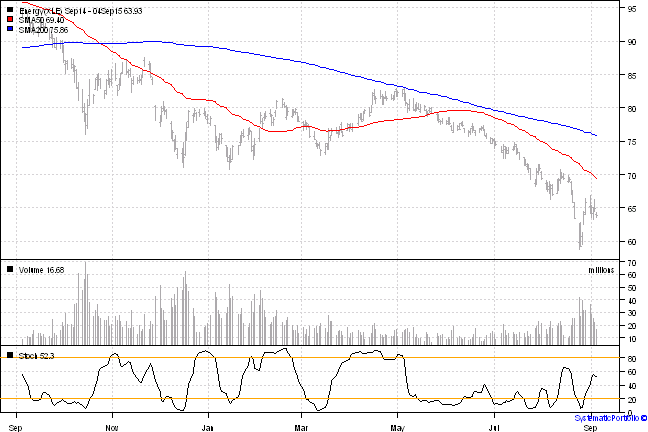 Energy(XLE) Sep14 - 04Sep15 63.93
SMA50 69.40
SMA200 75.86
95
90
85
80
75
70
65
60
Volume 16.68
millions
70
60
50
40
30
20
10
Stoch 52.3
80
60
40
20
0
Sep Nov Jan Mar May Jul Sep
SystematicPortfolio ©